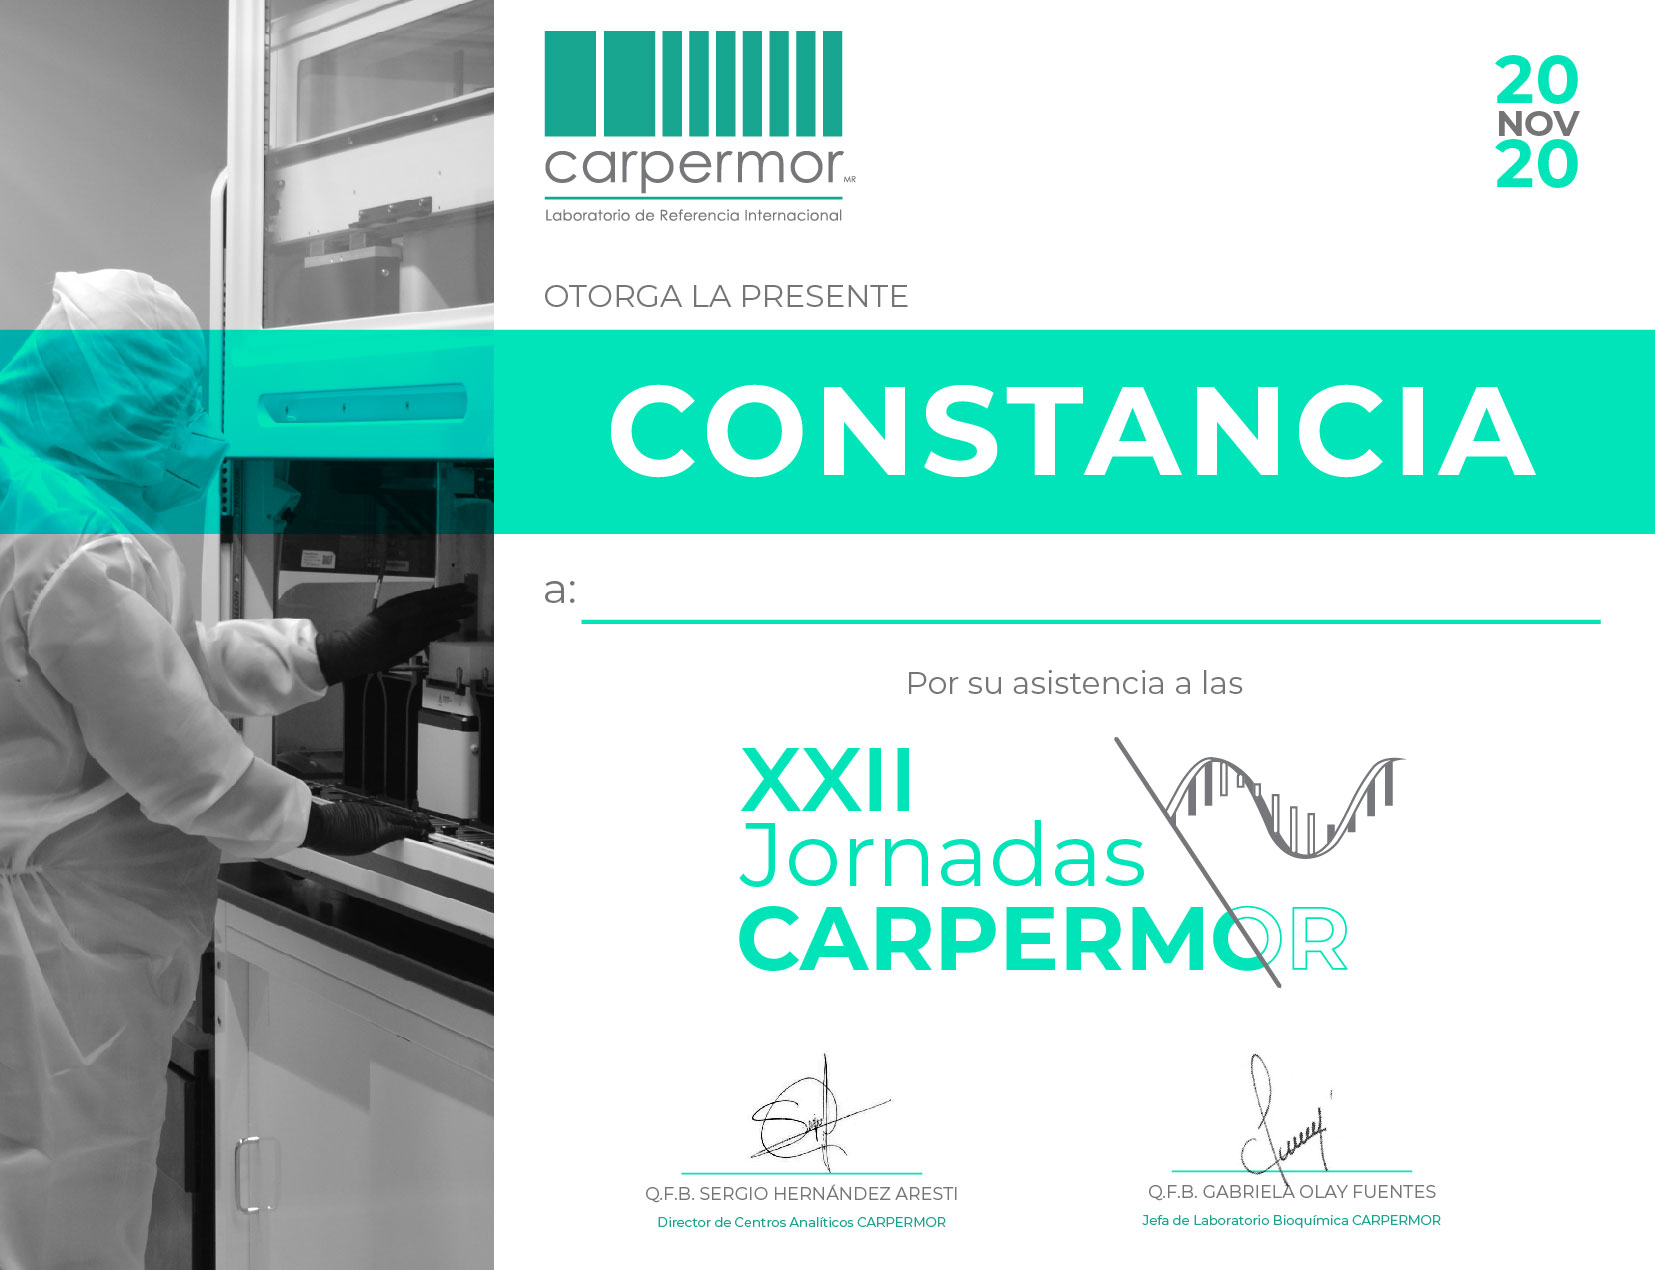 carpermor MR
Laboratorio de Referencia Internacional
20
NOV
20
OTORGA LA PRESENTE
CONSTANCIA
a:
Por su asistencia a las
XXII
Jornadas
CARPERMOR
Q.F.B. SERGIO HERNÁNDEZ ARESTI
Director de Centros Analíticos CARPERMOR
Q.F.B. GABRIELA OLAY FUENTES
Jefa de Laboratorio Bioquímica CARPERMOR